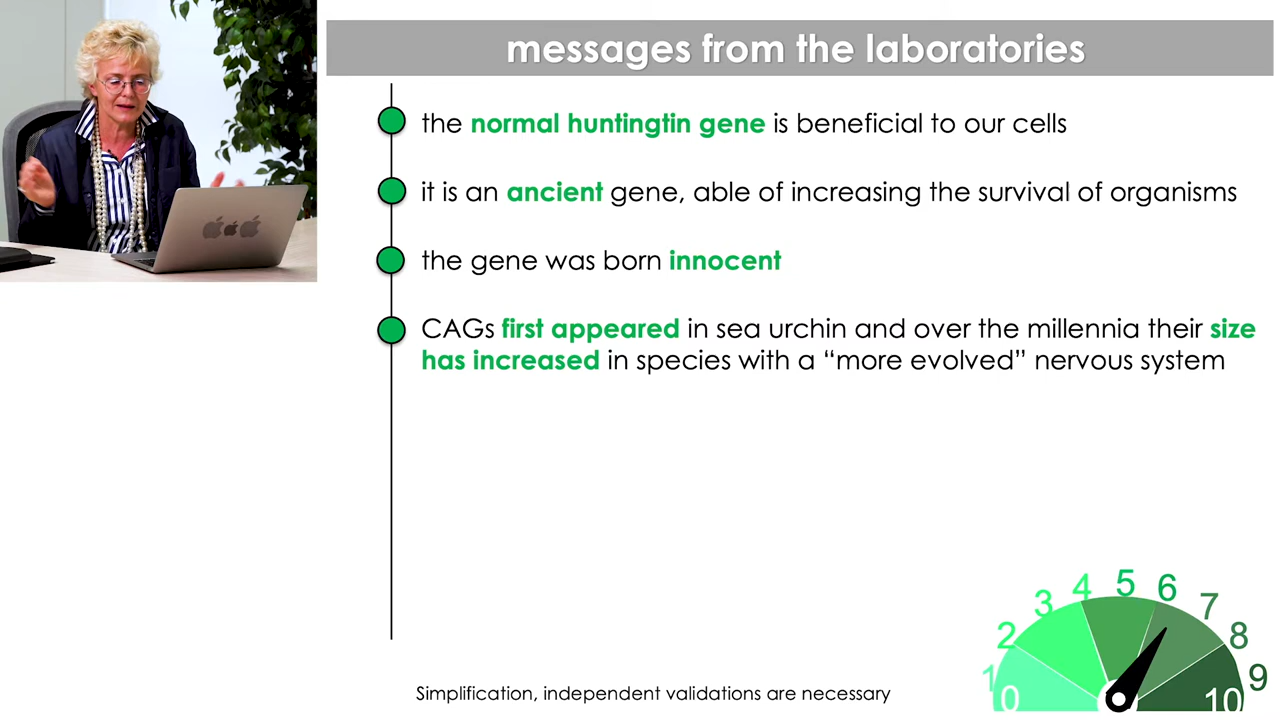 messages from the laboratories
the normal huntingtin gene is beneficial to our cells
it is an ancient gene, able of increasing the survival of organisms
the gene was born innocent
CAGs first appeared in sea urchin and over the millennia their size
has increased in species with a “more evolved” nervous system
0
1
2
3
4
5
6
7
8
9
10
Simplification, independent validations are necessary